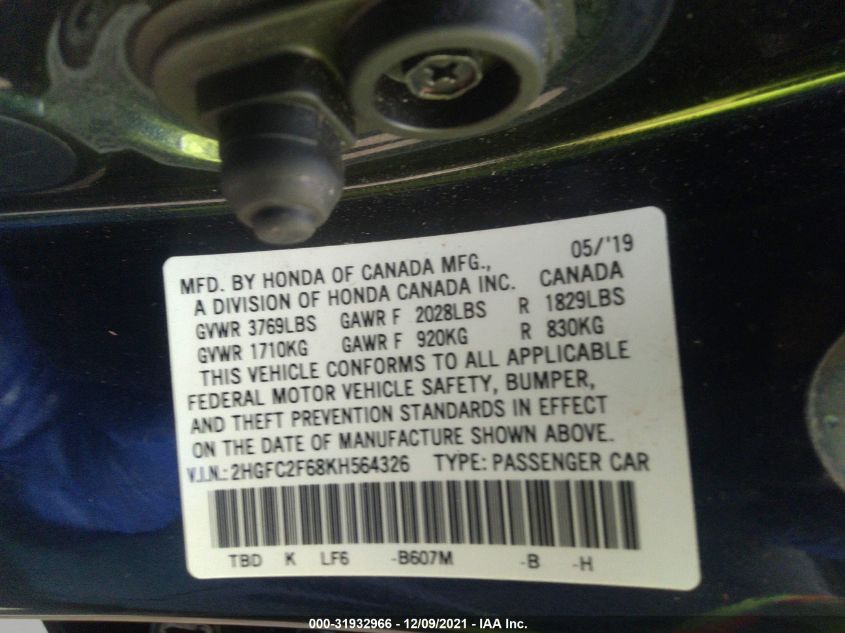 05/'19
MFD. BY HONDA OF CANADA MFG.,
A DIVISION OF HONDA CANADA INC. CANADA
GVWR 3769LBS GAWR F 2028LBS R 1829LBS
GVWR 1710KG GAWR F 920KG R 830KG
THIS VEHICLE CONFORMS TO ALL APPLICABLE
FEDERAL MOTOR VEHICLE SAFETY, BUMPER,
AND THEFT PREVENTION STANDARDS IN EFFECT
ON THE DATE OF MANUFACTURE SHOWN ABOVE.
V.I.N.: 2HGFC2F68KH564326 TYPE: PASSENGER CAR
TBD K LF6 -B607M -B -H
000-31932966 - 12/09/2021 - IAA Inc.